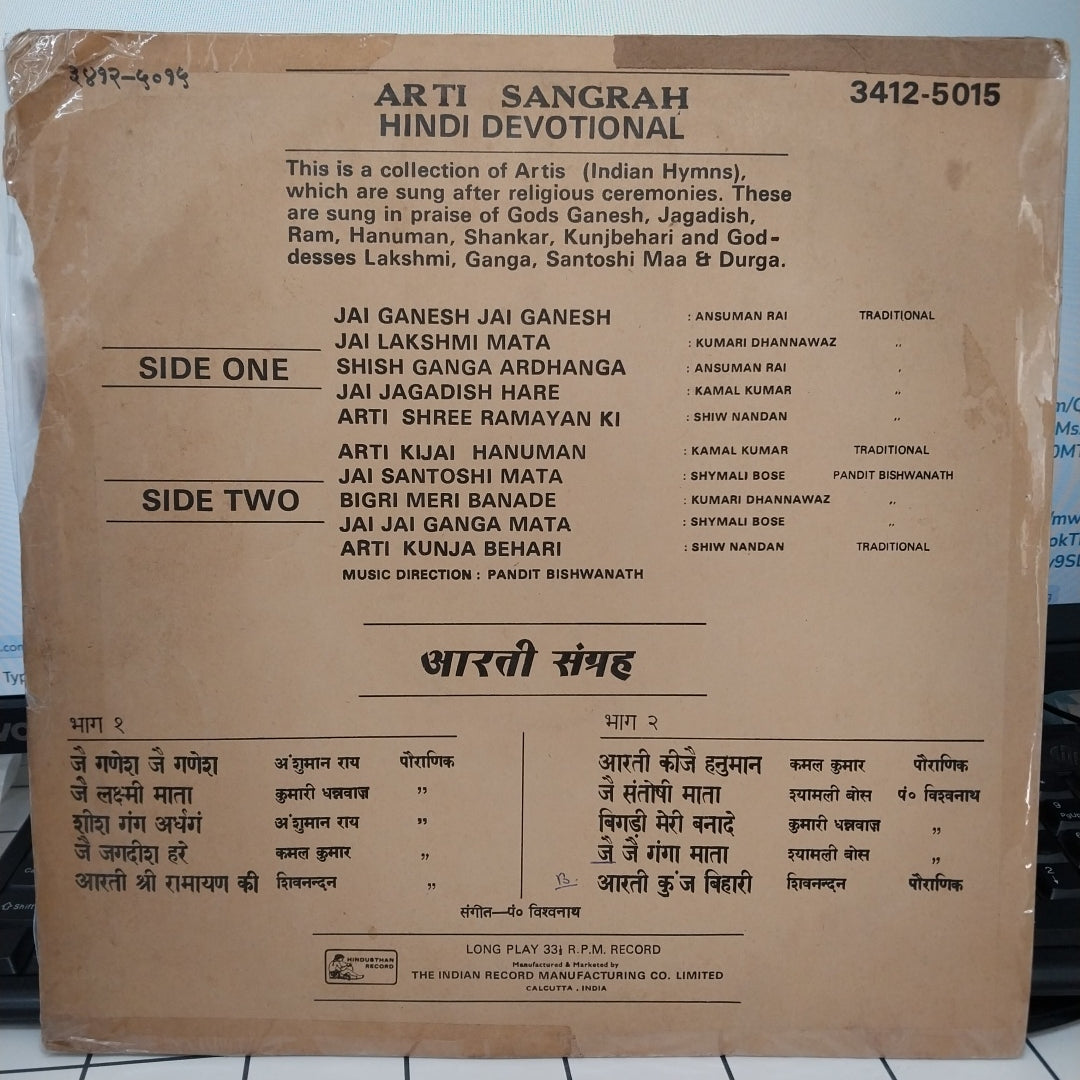 ३४१२–५०१५
3412-5015
ARTI SANGRAH
HINDI DEVOTIONAL
This is a collection of Artis (Indian Hymns),
which are sung after religious ceremonies. These
are sung in praise of Gods Ganesh, Jagadish,
Ram, Hanuman, Shankar, Kunjbehari and God-
desses Lakshmi, Ganga, Santoshi Maa & Durga.
SIDE ONE
JAI GANESH JAI GANESH : ANSUMAN RAI TRADITIONAL
JAI LAKSHMI MATA : KUMARI DHANNAWAZ ,,
SHISH GANGA ARDHANGA : ANSUMAN RAI ,
JAI JAGADISH HARE : KAMAL KUMAR ,,
ARTI SHREE RAMAYAN KI : SHIW NANDAN ,,
SIDE TWO
ARTI KIJAI HANUMAN : KAMAL KUMAR TRADITIONAL
JAI SANTOSHI MATA : SHYMALI BOSE PANDIT BISHWANATH
BIGRI MERI BANADE : KUMARI DHANNAWAZ ,,
JAI JAI GANGA MATA : SHYMALI BOSE ,,
ARTI KUNJA BEHARI : SHIW NANDAN TRADITIONAL
MUSIC DIRECTION : PANDIT BISHWANATH
आरती संग्रह
भाग १
जै गणेश जै गणेश अंशुमान राय पौराणिक
जै लक्ष्मी माता कुमारी धन्नवाज़ ,,
शीश गंग अर्धगं अंशुमान राय ,,
जै जगदीश हरे कमल कुमार ,,
आरती श्री रामायण की शिवनन्दन ,,
भाग २
आरती कीजै हनुमान कमल कुमार पौराणिक
जै संतोषी माता श्यामली बोस पं० विश्वनाथ
बिगड़ी मेरी बनादे कुमारी धन्नवाज़ ,,
जै जैं गंगा माता श्यामली बोस ,,
B.
आरती कुंज बिहारी शिवनन्दन पौराणिक
संगीत—पं० विश्वनाथ
HINDUSTHAN
RECORD
LONG PLAY 33⅓ R.P.M. RECORD
Manufactured & Marketed by
THE INDIAN RECORD MANUFACTURING CO. LIMITED
CALCUTTA . INDIA